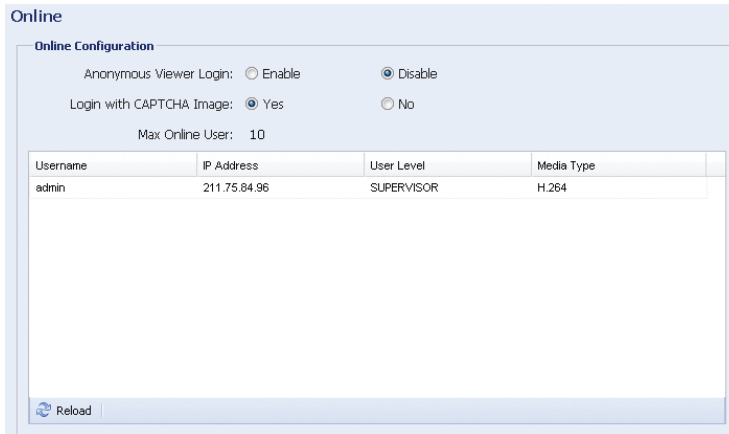 Online
Online Configuration
Anonymous Viewer Login: Enable Disable
Login with CAPTCHA Image: Yes No
Max Online User: 10
Username IP Address User Level Media Type
admin 211.75.84.96 SUPERVISOR H.264
Reload